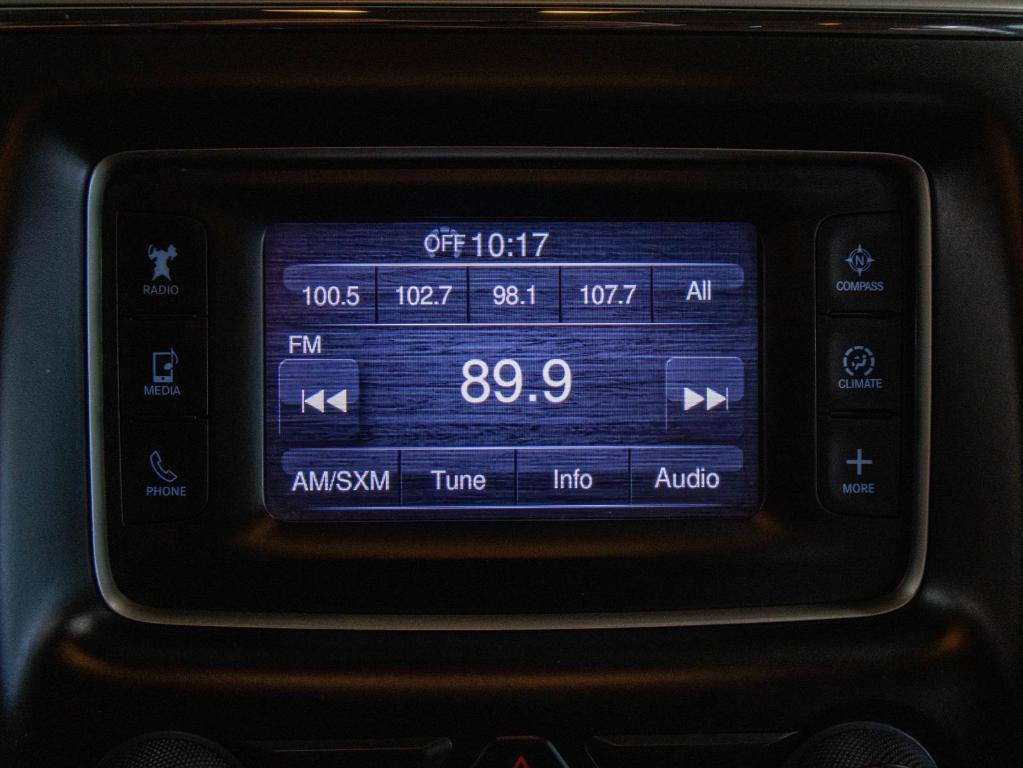 OFF 10:17
100.5 102.7 98.1 107.7 All
FM
89.9
AM/SXM Tune Info Audio
RADIO
MEDIA
PHONE
N
COMPASS
CLIMATE
MORE